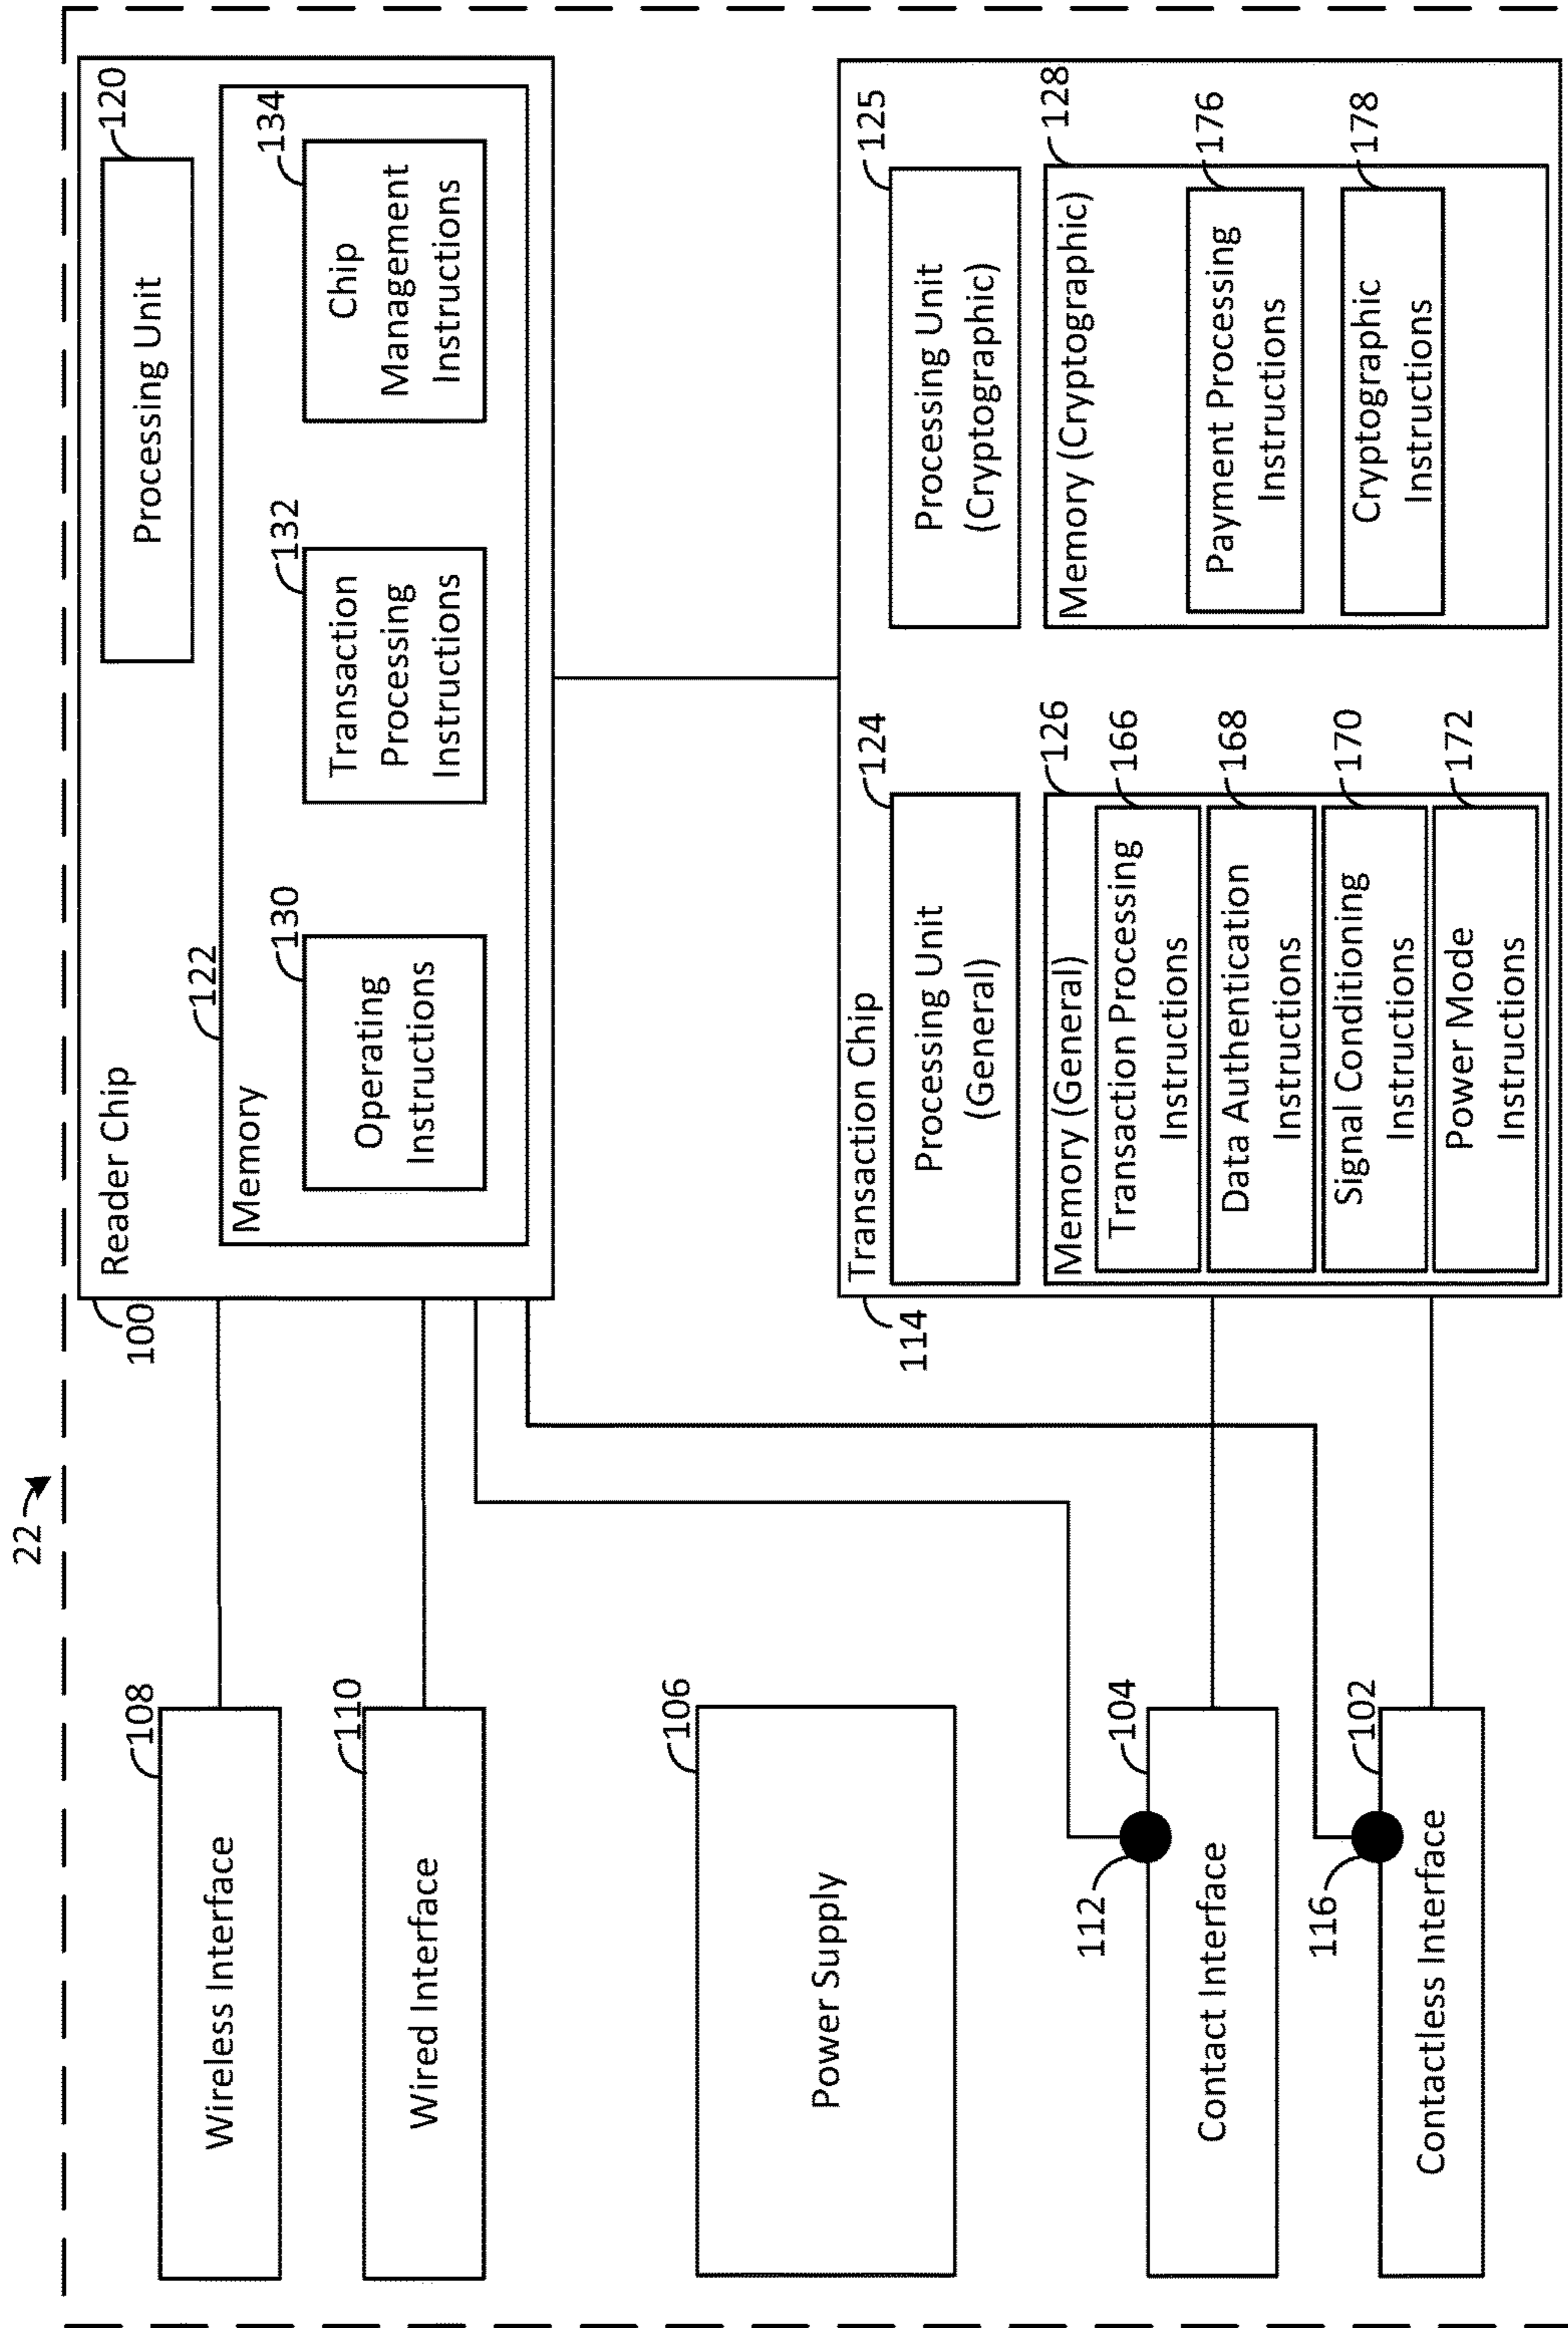 22
108
Wireless Interface
110
Wired Interface
106
Power Supply
112
104
Contact Interface
116
102
Contactless Interface
100
Reader Chip
120
Processing Unit
122
Memory
130
Operating
Instructions
132
Transaction
Processing
Instructions
134
Chip
Management
Instructions
114
Transaction Chip
124
Processing Unit
(General)
125
Processing Unit
(Cryptographic)
126
Memory (General)
166
Transaction Processing
Instructions
168
Data Authentication
Instructions
170
Signal Conditioning
Instructions
172
Power Mode
Instructions
128
Memory (Cryptographic)
176
Payment Processing
Instructions
178
Cryptographic
Instructions